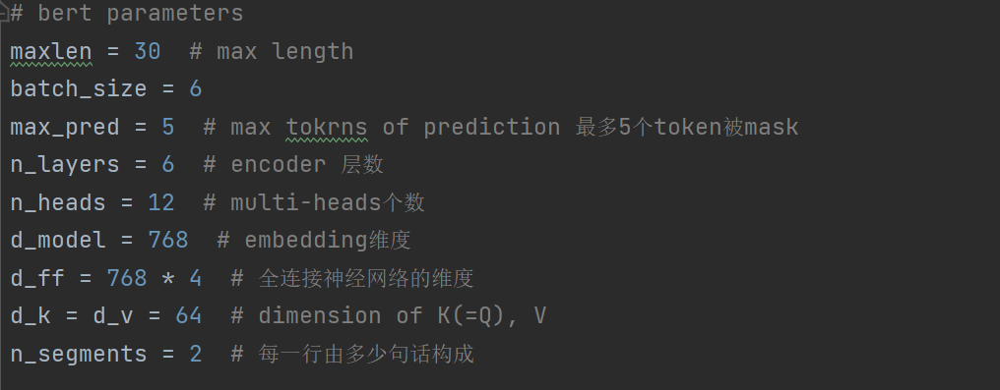 # bert parameters
maxlen = 30  # max length
batch_size = 6
max_pred = 5  # max tokrns of prediction 最多5个token被mask
n_layers = 6  # encoder 层数
n_heads = 12  # multi-heads个数
d_model = 768  # embedding维度
d_ff = 768 * 4  # 全连接神经网络的维度
d_k = d_v = 64  # dimension of K(=Q), V
n_segments = 2  # 每一行由多少句话构成